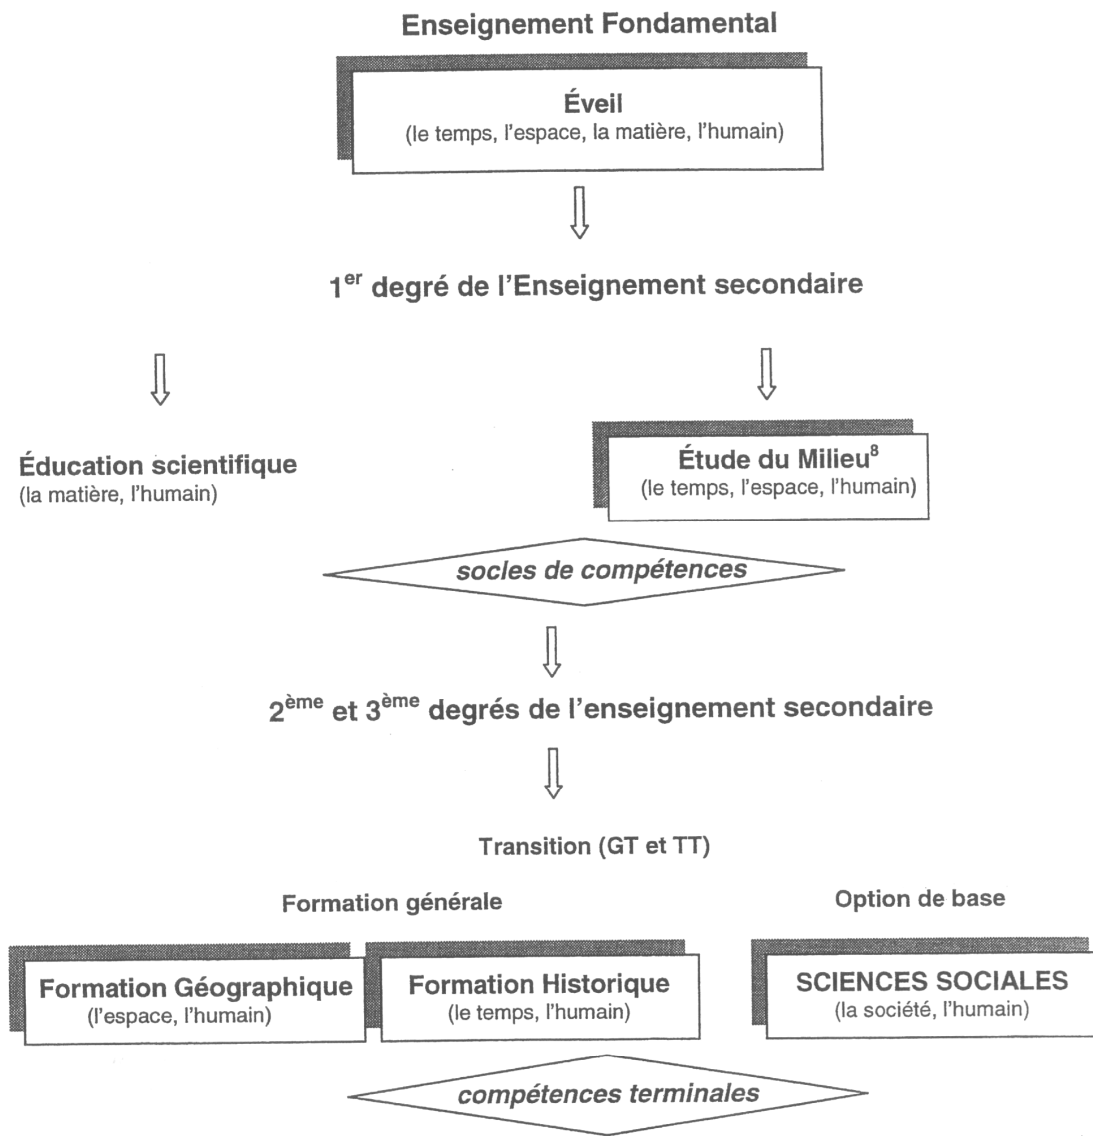 Enseignement Fondamental
Éveil
(le temps, l'espace, la matière, l'humain)
1er degré de l'Enseignement secondaire
Éducation scientifique
(la matière, l'humain)
Étude du Milieu8
(le temps, l'espace, l'humain)
socles de compétences
2ème et 3ème degrés de l'enseignement secondaire
Transition (GT et TT)
Formation générale
Option de base
Formation Géographique
(l'espace, l'humain)
Formation Historique
(le temps, l'humain)
SCIENCES SOCIALES
(la société, l'humain)
compétences terminales